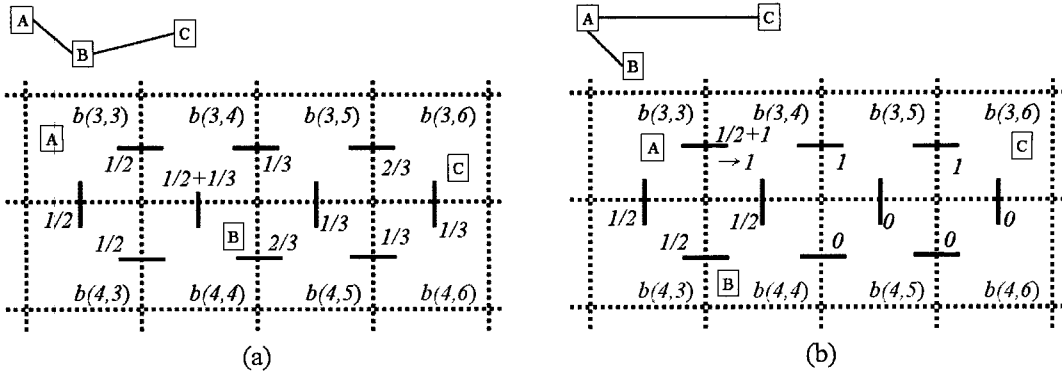 A
B
C
b(3,3) b(3,4) b(3,5) b(3,6)
A
1/2 1/3 2/3
C
1/2+1/3
1/2 1/3 1/3
1/2 B 2/3 1/3
b(4,3) b(4,4) b(4,5) b(4,6)
(a)
A C
B
b(3,3) b(3,4) b(3,5) b(3,6)
A 1/2+1 1 1 C
→1
1/2 1/2 0 0
1/2 0 0
B
b(4,3) b(4,4) b(4,5) b(4,6)
(b)